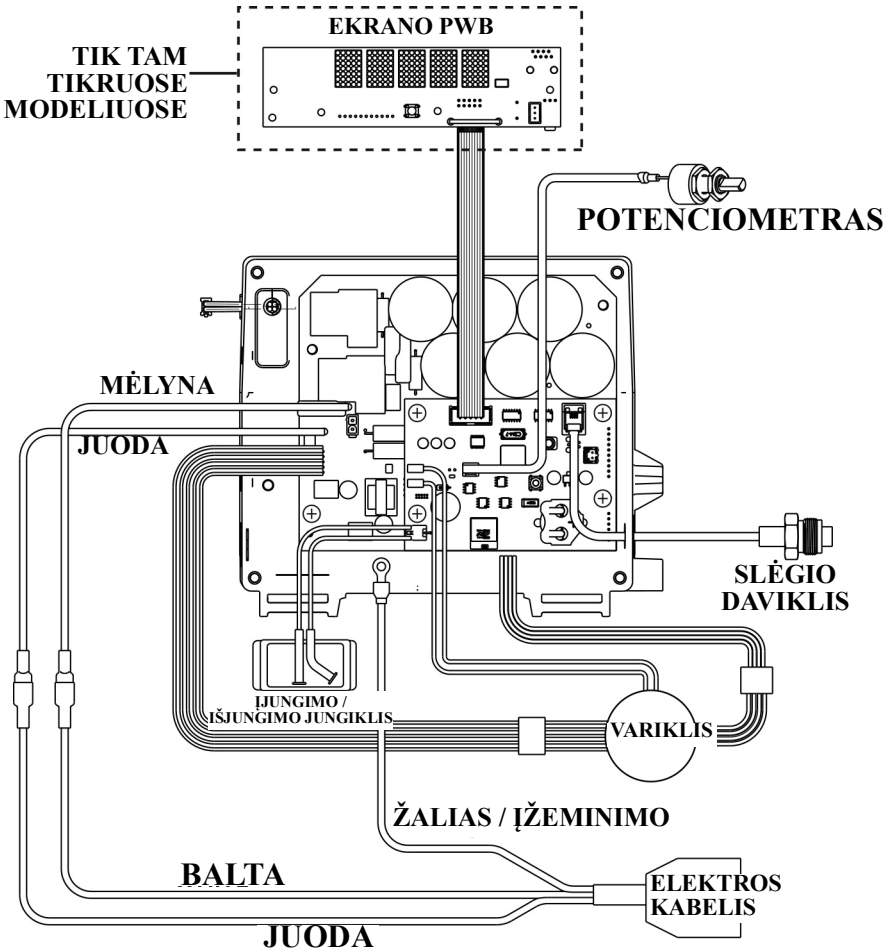 EKRANO PWB
TIK TAM
TIKRUOSE
MODELIUOSE
POTENCIOMETRAS
MĖLYNA
JUODA
SLĖGIO
DAVIKLIS
ĮJUNGIMO /
IŠJUNGIMO JUNGIKLIS
VARIKLIS
ŽALIAS / ĮŽEMINIMO
BALTA
ELEKTROS
KABELIS
JUODA